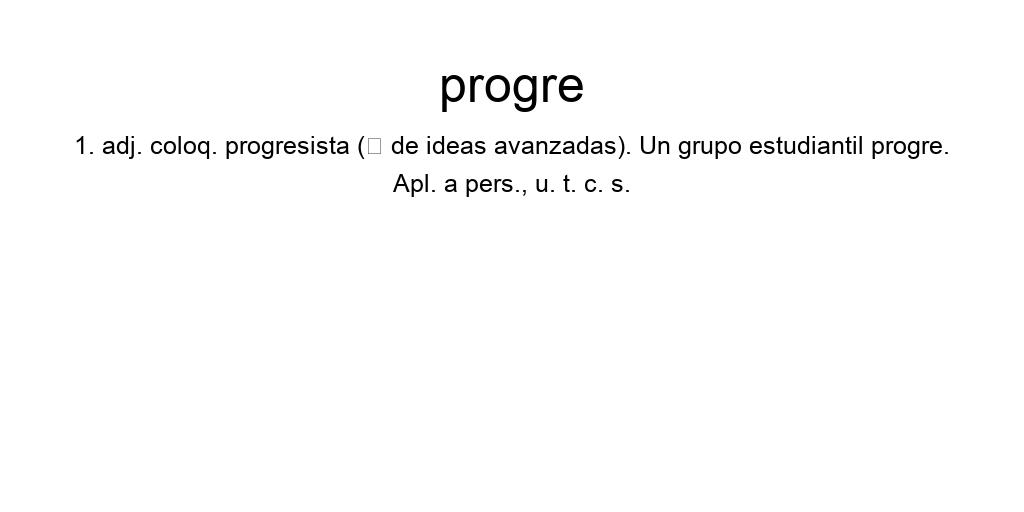 progre
1. adj. coloq. progresista (□ de ideas avanzadas). Un grupo estudiantil progre.
Apl. a pers., u. t. c. s.